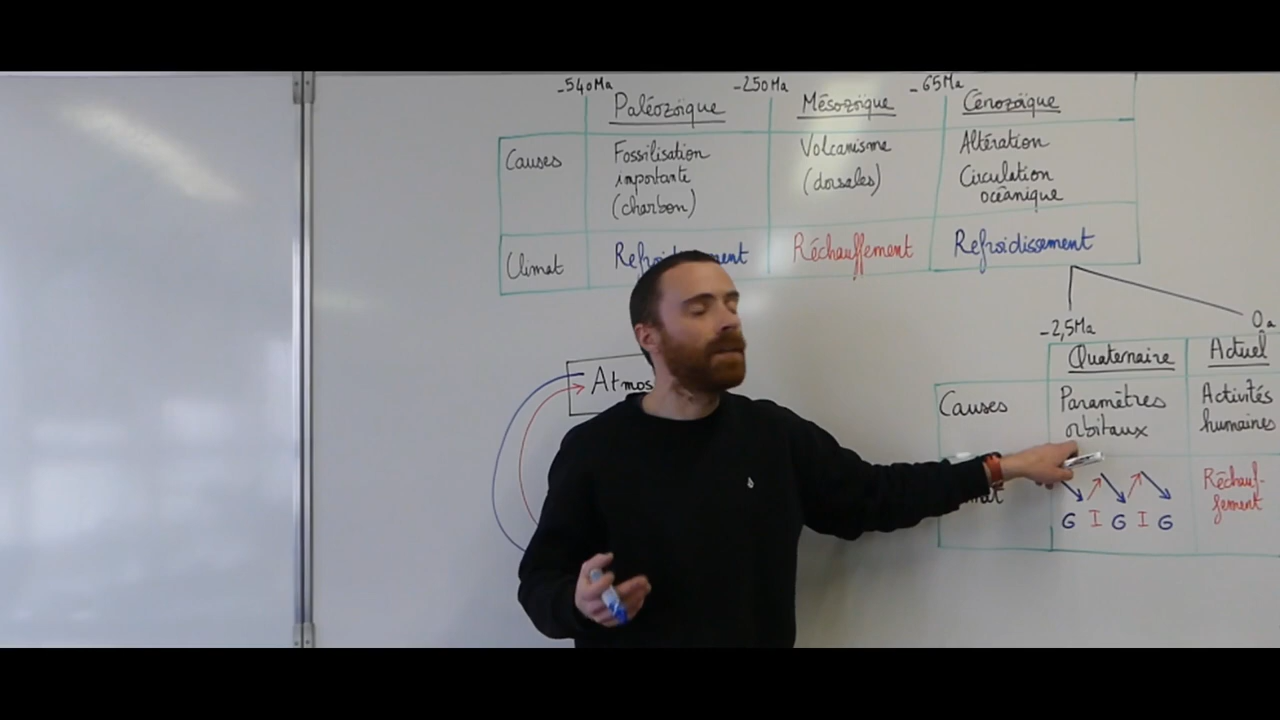 -540Ma -250Ma -65Ma
Paléozoïque Mésozoïque Cénozoïque
Causes
Fossilisation
importante
(charbon)
Volcanisme
(dorsales)
Altération
Circulation
océanique
Climat
Réchauffement Refroidissement
-2,5Ma 0a
Quaternaire Actuel
Causes
Paramètres
orbitaux
Activités
humaines
G I G I G
Réchauf-
fement